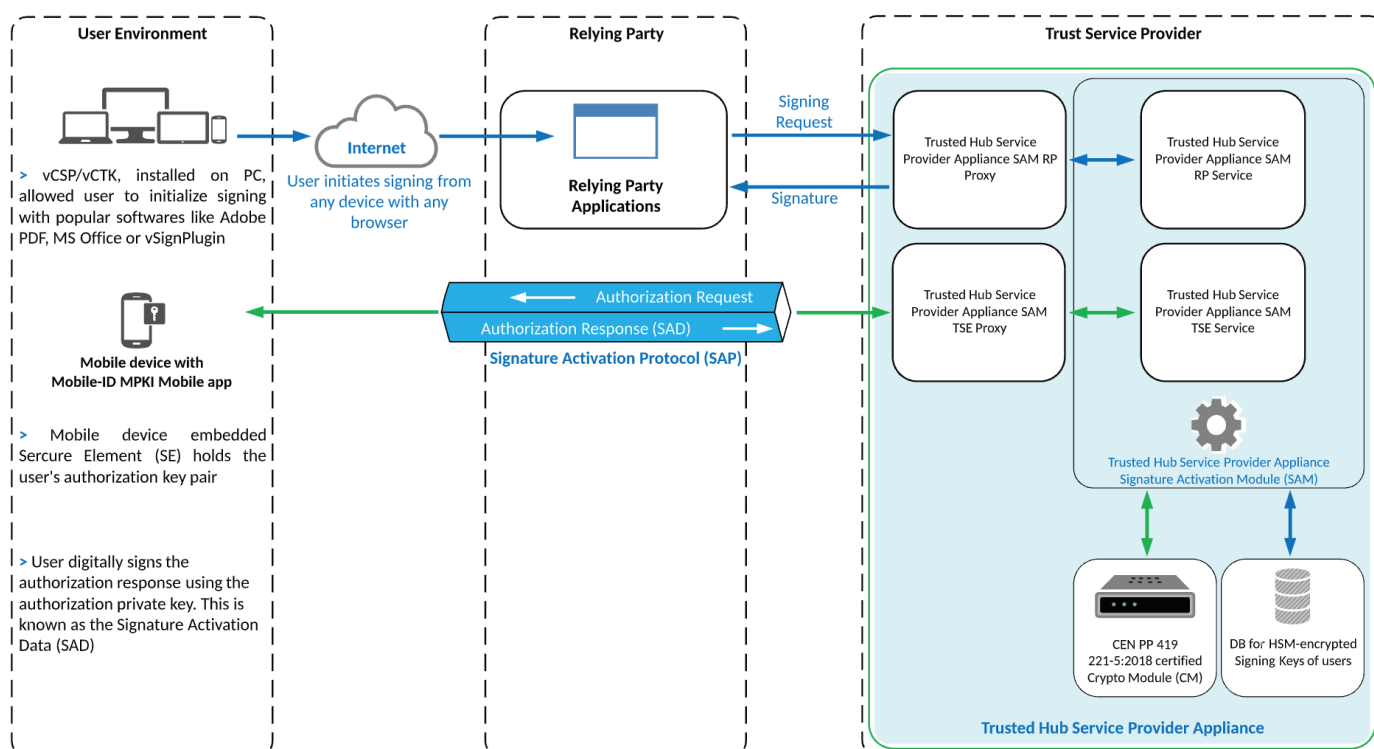 User Environment
> vCSP/vCTK, installed on PC,
allowed user to initialize signing
with popular softwares like Adobe
PDF, MS Office or vSignPlugin
Mobile device with
Mobile-ID MPKI Mobile app
> Mobile device embedded
Sercure Element (SE) holds the
user's authorization key pair
> User digitally signs the
authorization response using the
authorization private key. This is
known as the Signature Activation
Data (SAD)
Internet
User initiates signing from
any device with any
browser
Relying Party
Relying Party
Applications
Signing
Request
Signature
Authorization Request
Authorization Response (SAD)
Signature Activation Protocol (SAP)
Trust Service Provider
Trusted Hub Service
Provider Appliance SAM RP
Proxy
Trusted Hub Service
Provider Appliance SAM
RP Service
Trusted Hub Service
Provider Appliance SAM
TSE Proxy
Trusted Hub Service
Provider Appliance SAM
TSE Service
Trusted Hub Service Provider Appliance
Signature Activation Module (SAM)
CEN PP 419
221-5:2018 certified
Crypto Module (CM)
DB for HSM-encrypted
Signing Keys of users
Trusted Hub Service Provider Appliance